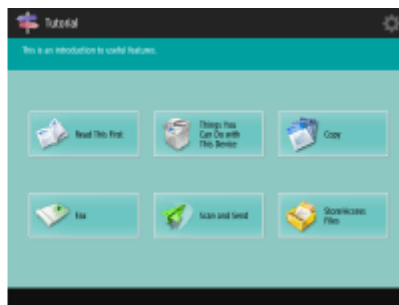 Tutorial
This is an introduction to useful features.
Read This First
Things You
Can Do with
This Device
Copy
Fax
Scan and Send
Store/Access
Files